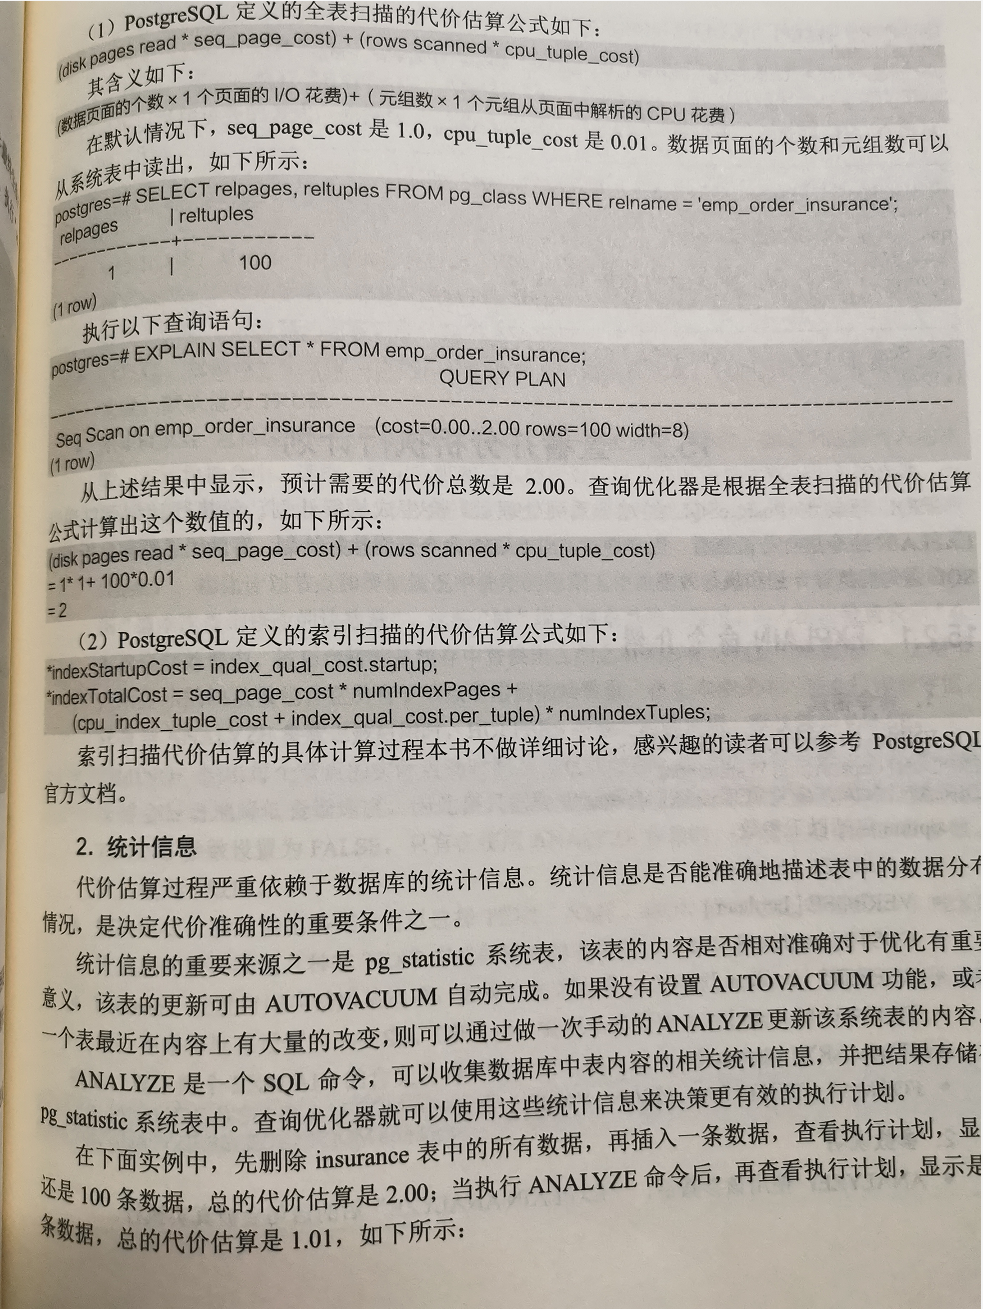 (1) PostgreSQL 定义的全表扫描的代价估算公式如下：
(disk pages read * seq_page_cost) + (rows scanned * cpu_tuple_cost)
其含义如下：
(数据页面的个数×1 个页面的 I/O 花费)+（元组数×1 个元组从页面中解析的 CPU 花费）
在默认情况下，seq_page_cost 是 1.0，cpu_tuple_cost 是 0.01。数据页面的个数和元组数可以
从系统表中读出，如下所示：
postgres=# SELECT relpages, reltuples FROM pg_class WHERE relname = 'emp_order_insurance';
relpages | reltuples
-----------+-----------
1 | 100
(1 row)
执行以下查询语句：
postgres=# EXPLAIN SELECT * FROM emp_order_insurance;
QUERY PLAN
---------------------------------------------------------------
Seq Scan on emp_order_insurance (cost=0.00..2.00 rows=100 width=8)
(1 row)
从上述结果中显示，预计需要的代价总数是 2.00。查询优化器是根据全表扫描的代价估算
公式计算出这个数值的，如下所示：
(disk pages read * seq_page_cost) + (rows scanned * cpu_tuple_cost)
= 1* 1+ 100*0.01
= 2
(2) PostgreSQL 定义的索引扫描的代价估算公式如下：
*indexStartupCost = index_qual_cost.startup;
*indexTotalCost = seq_page_cost * numIndexPages +
(cpu_index_tuple_cost + index_qual_cost.per_tuple) * numIndexTuples;
索引扫描代价估算的具体计算过程本书不做详细讨论，感兴趣的读者可以参考 PostgreSQL
官方文档。
2. 统计信息
代价估算过程严重依赖于数据库的统计信息。统计信息是否能准确地描述表中的数据分布
情况，是决定代价准确性的重要条件之一。
统计信息的重要来源之一是 pg_statistic 系统表，该表的内容是否相对准确对于优化有重要
意义，该表的更新可由 AUTOVACUUM 自动完成。如果没有设置 AUTOVACUUM 功能，或者
一个表最近在内容上有大量的改变，则可以通过做一次手动的 ANALYZE 更新该系统表的内容。
ANALYZE 是一个 SQL 命令，可以收集数据库中表内容的相关统计信息，并把结果存储在
pg_statistic 系统表中。查询优化器就可以使用这些统计信息来决策更有效的执行计划。
在下面实例中，先删除 insurance 表中的所有数据，再插入一条数据，查看执行计划，显
还是 100 条数据，总的代价估算是 2.00；当执行 ANALYZE 命令后，再查看执行计划，显示是
条数据，总的代价估算是 1.01，如下所示：